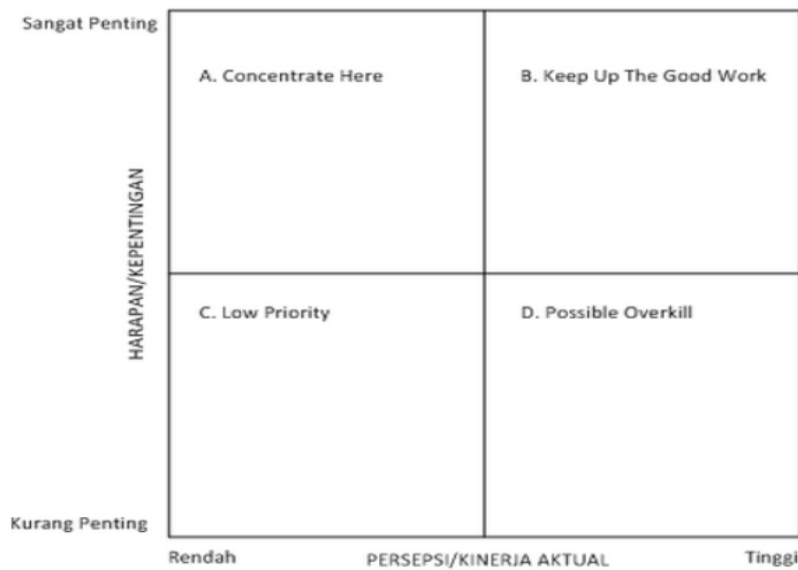 Sangat Penting
A. Concentrate Here
B. Keep Up The Good Work
HARAPAN/KEPENTINGAN
C. Low Priority
D. Possible Overkill
Kurang Penting
Rendah
PERSEPSI/KINERJA AKTUAL
Tinggi